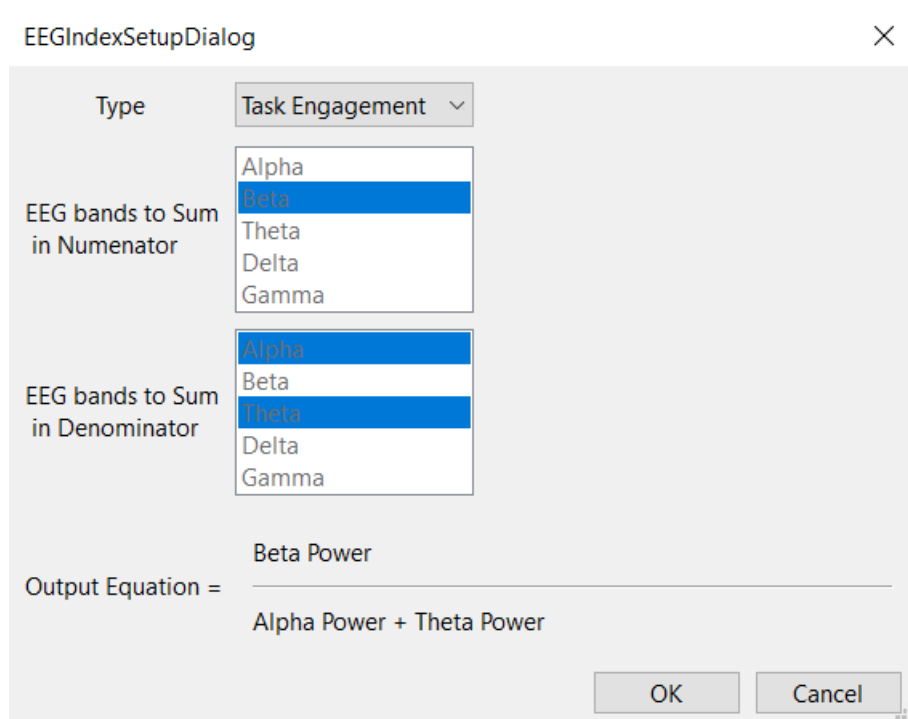 EEGIndexSetupDialog
Type
Task Engagement
EEG bands to Sum
in Numenator
Alpha
Beta
Theta
Delta
Gamma
EEG bands to Sum
in Denominator
Alpha
Beta
Theta
Delta
Gamma
Output Equation =
Beta Power
Alpha Power + Theta Power
OK
Cancel